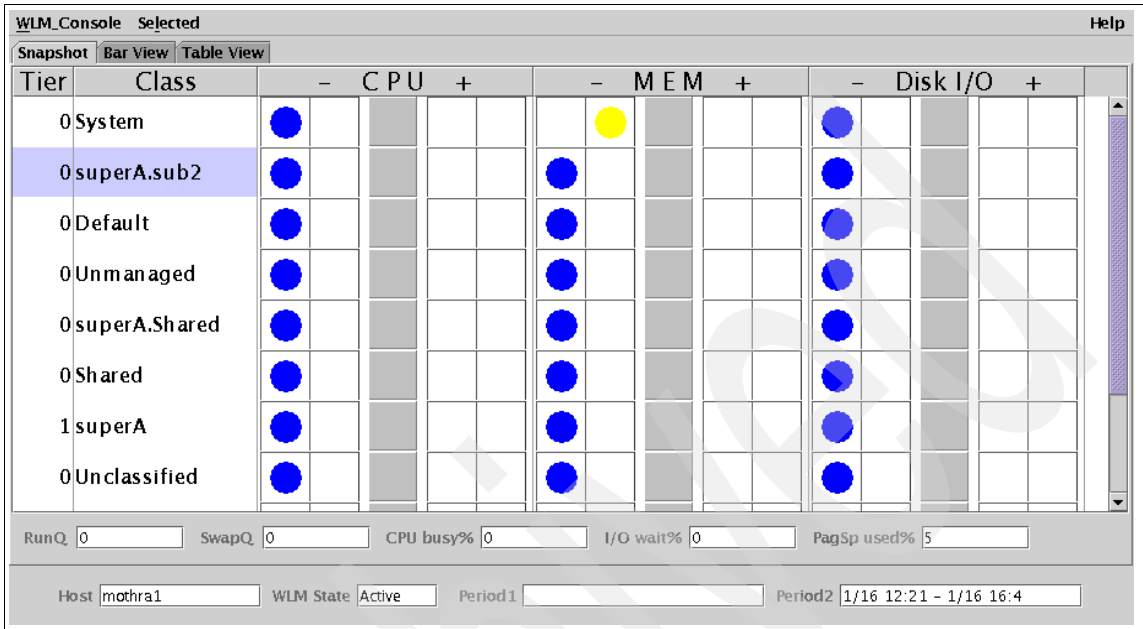 WLM_Console Selected Help
Snapshot Bar View Table View
Tier Class - CPU + - MEM + - Disk I/O +
0 System
0 superA.sub2
0 Default
0 Unmanaged
0 superA.Shared
0 Shared
1 superA
0 Unclassified
RunQ 0 SwapQ 0 CPU busy% 0 I/O wait% 0 PagSp used% 5
Host mothra1 WLM State Active Period1 Period2 1/16 12:21 - 1/16 16:4